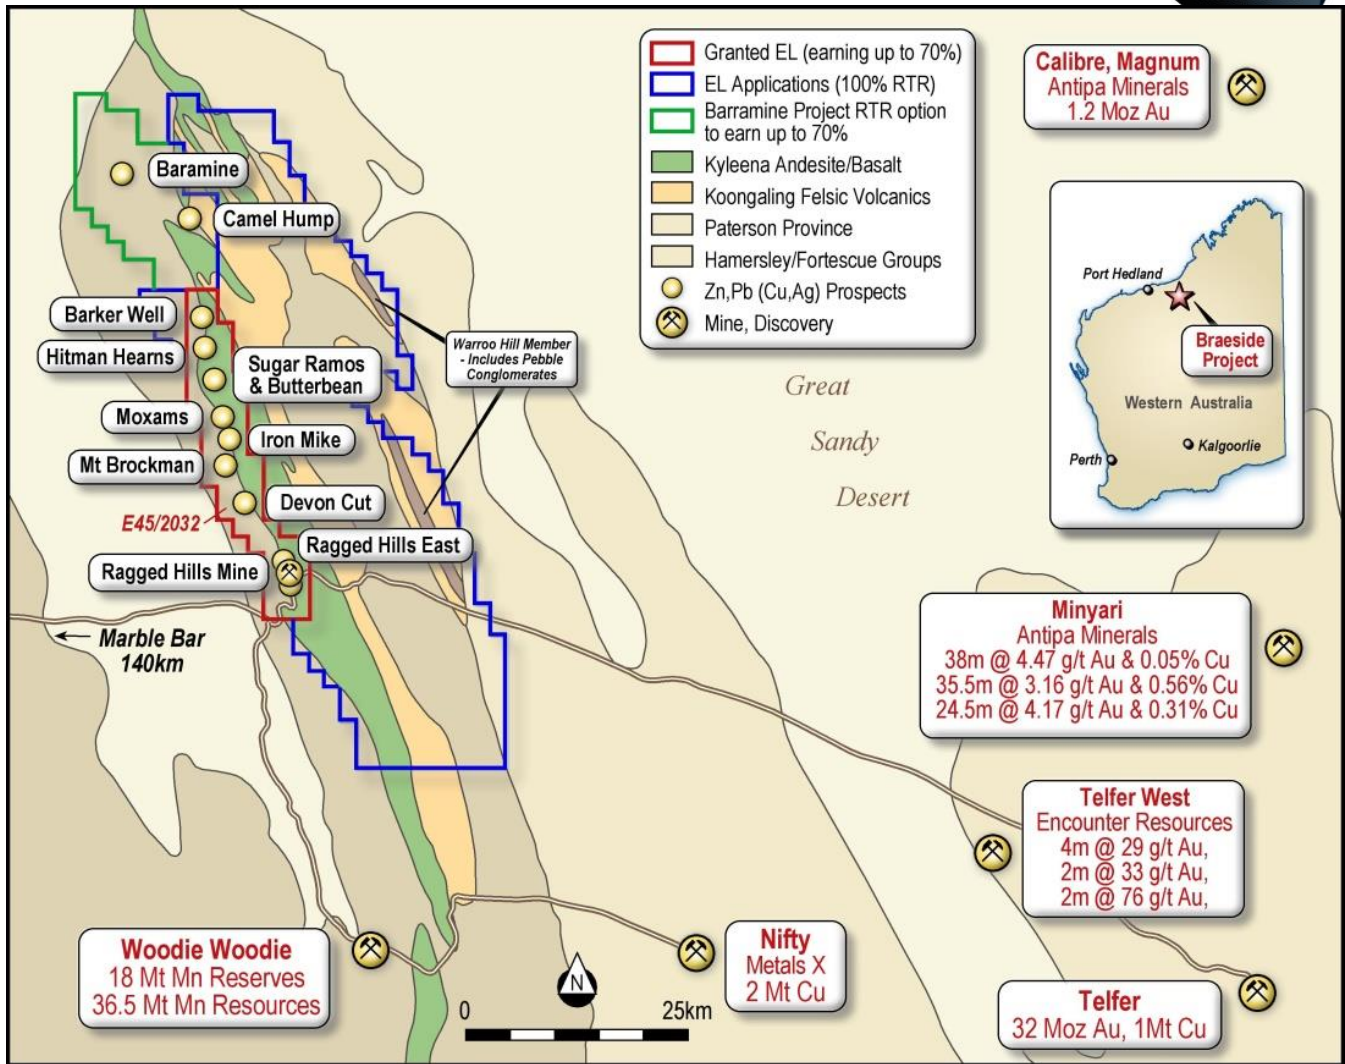 Granted EL (earning up to 70%)
EL Applications (100% RTR)
Barramine Project RTR option
to earn up to 70%
Kyleena Andesite/Basalt
Koongaling Felsic Volcanics
Paterson Province
Hamersley/Fortescue Groups
Zn,Pb (Cu,Ag) Prospects
Mine, Discovery
Calibre, Magnum
Antipa Minerals
1.2 Moz Au
Baramine
Camel Hump
Barker Well
Hitman Hearns
Sugar Ramos
& Butterbean
Moxams
Iron Mike
Mt Brockman
Devon Cut
E45/2032
Ragged Hills East
Ragged Hills Mine
Warroo Hill Member
- Includes Pebble
Conglomerates
Marble Bar
140km
Great
Sandy
Desert
Port Hedland
Braeside
Project
Western Australia
Kalgoorlie
Perth
Minyari
Antipa Minerals
38m @ 4.47 g/t Au & 0.05% Cu
35.5m @ 3.16 g/t Au & 0.56% Cu
24.5m @ 4.17 g/t Au & 0.31% Cu
Telfer West
Encounter Resources
4m @ 29 g/t Au,
2m @ 33 g/t Au,
2m @ 76 g/t Au,
Woodie Woodie
18 Mt Mn Reserves
36.5 Mt Mn Resources
Nifty
Metals X
2 Mt Cu
Telfer
32 Moz Au, 1Mt Cu
N
0 25km